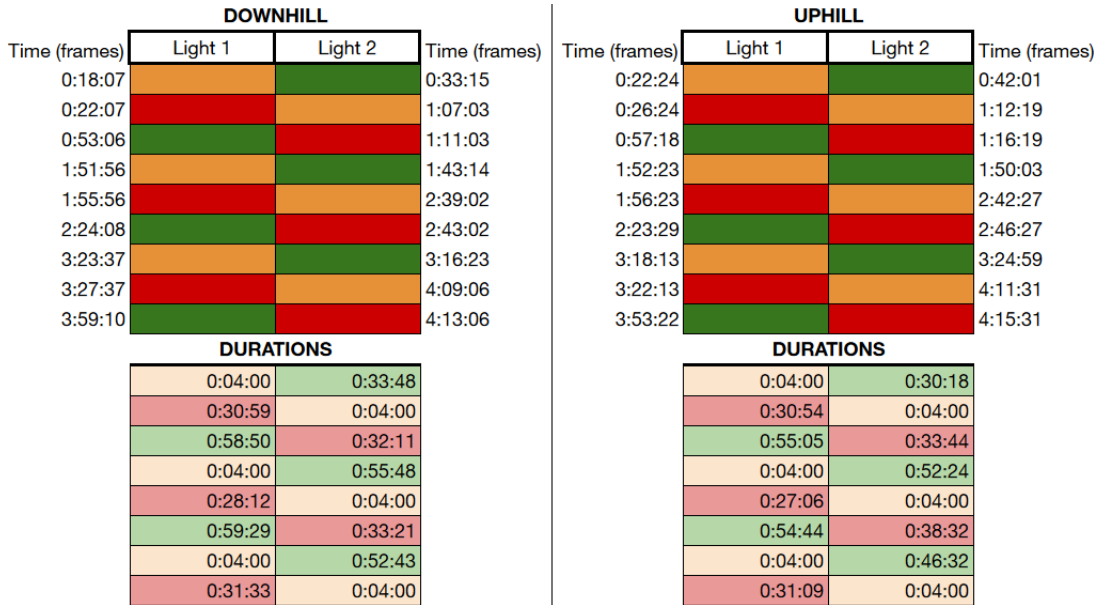 DOWNHILL UPHILL
Time (frames) Light 1 Light 2 Time (frames) Time (frames) Light 1 Light 2 Time (frames)
0:18:07 0:33:15 0:22:24 0:42:01
0:22:07 1:07:03 0:26:24 1:12:19
0:53:06 1:11:03 0:57:18 1:16:19
1:51:56 1:43:14 1:52:23 1:50:03
1:55:56 2:39:02 1:56:23 2:42:27
2:24:08 2:43:02 2:23:29 2:46:27
3:23:37 3:16:23 3:18:13 3:24:59
3:27:37 4:09:06 3:22:13 4:11:31
3:59:10 4:13:06 3:53:22 4:15:31
DURATIONS DURATIONS
0:04:00 0:33:48 0:04:00 0:30:18
0:30:59 0:04:00 0:30:54 0:04:00
0:58:50 0:32:11 0:55:05 0:33:44
0:04:00 0:55:48 0:04:00 0:52:24
0:28:12 0:04:00 0:27:06 0:04:00
0:59:29 0:33:21 0:54:44 0:38:32
0:04:00 0:52:43 0:04:00 0:46:32
0:31:33 0:04:00 0:31:09 0:04:00